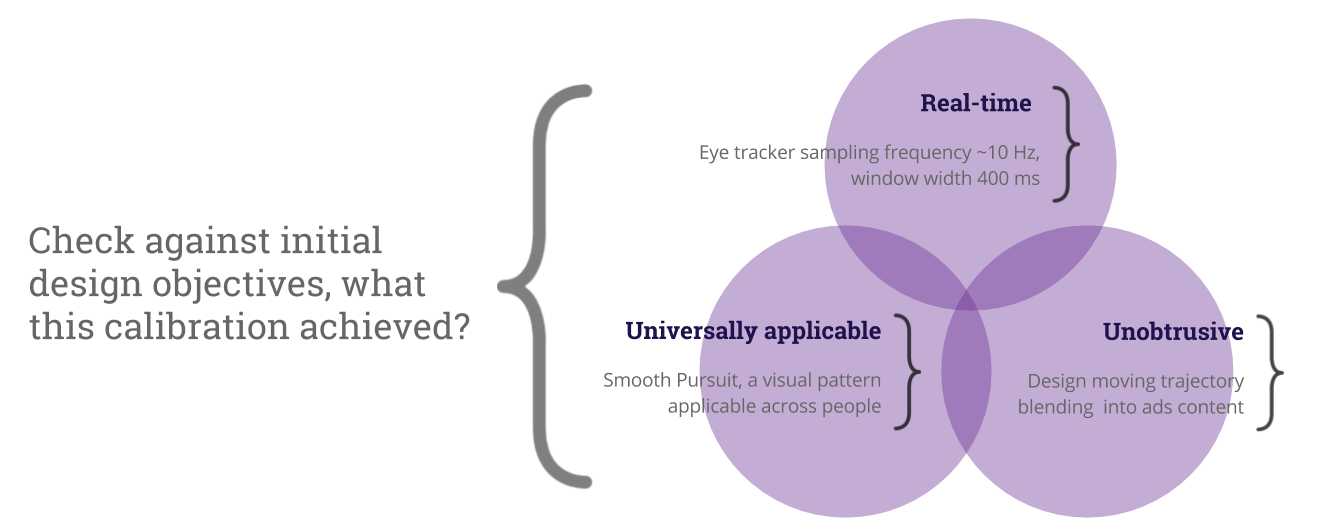 Check against initial
design objectives, what
this calibration achieved?
Real-time
Eye tracker sampling frequency ~10 Hz,
window width 400 ms
Universally applicable
Smooth Pursuit, a visual pattern
applicable across people
Unobtrusive
Design moving trajectory
blending  into ads content